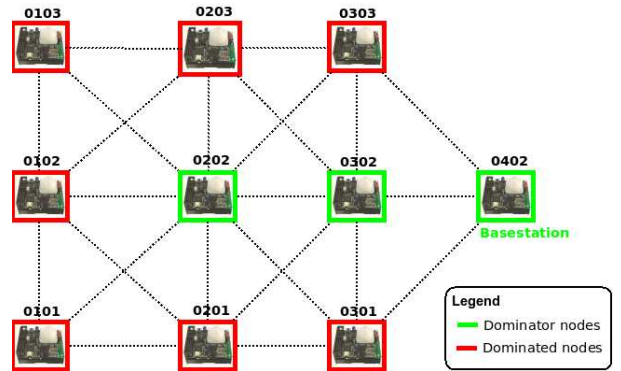 0103 0203 0303
0102 0202 0302 0402
Basestation
0101 0201 0301
Legend
Dominator nodes
Dominated nodes